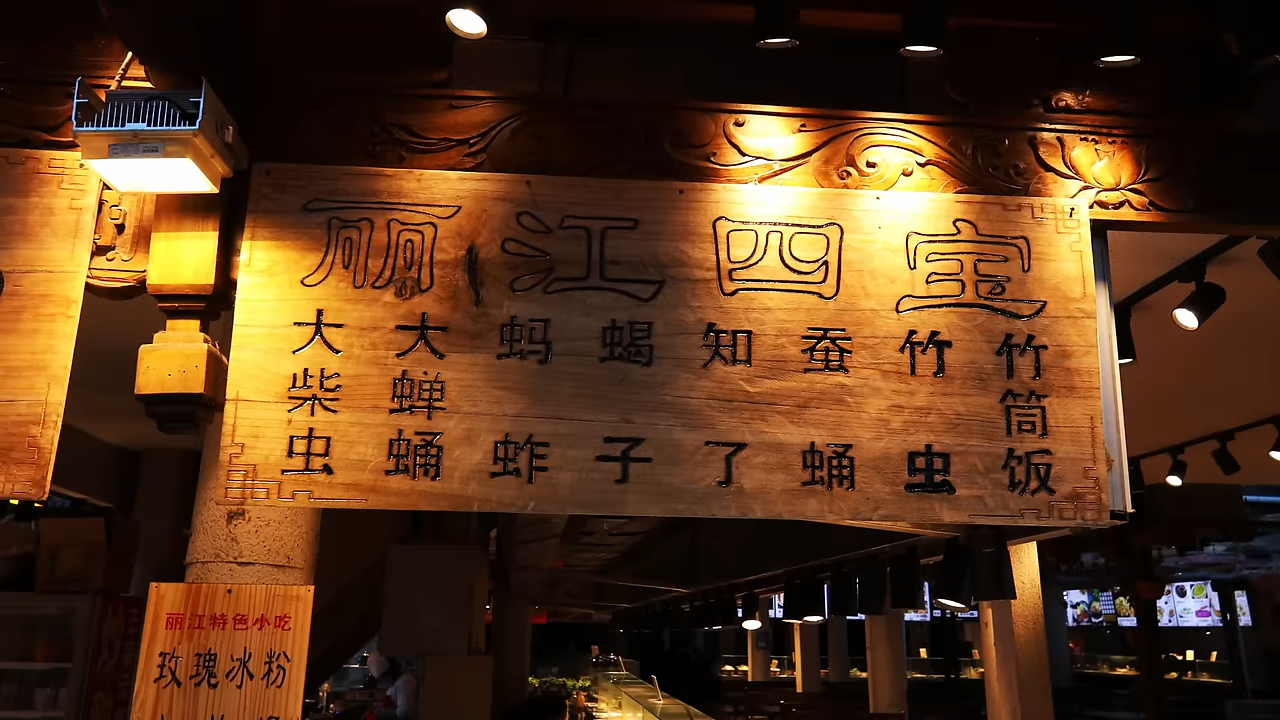 丽江四宝
大柴虫
大蝉蛹
蚂蚱
蝎子
知了
蚕蛹
竹虫
竹筒饭
丽江特色小吃
玫瑰冰粉